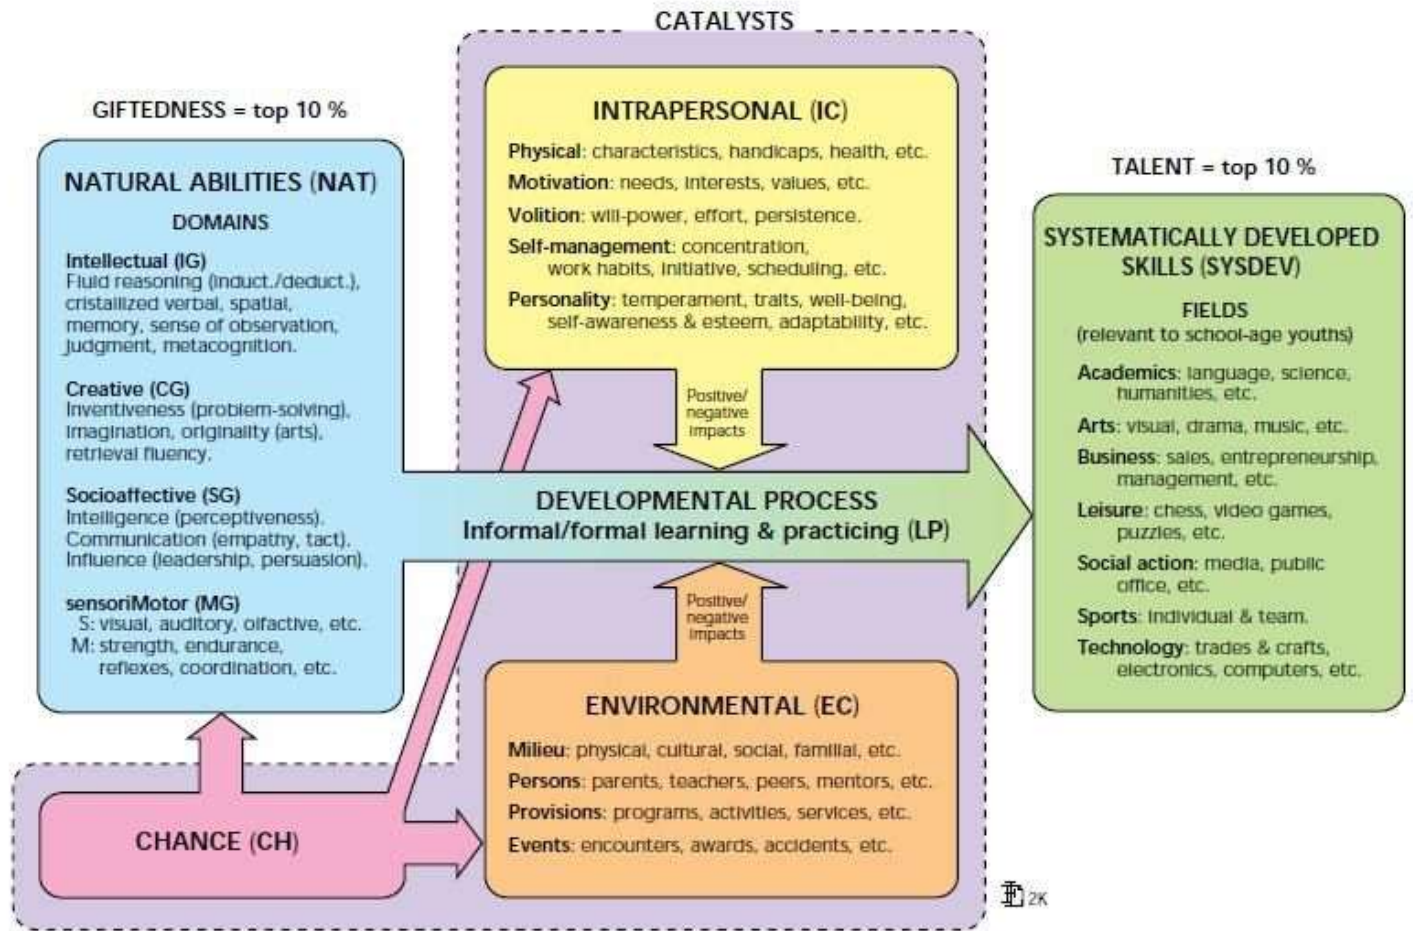 CATALYSTS
GIFTEDNESS = top 10 %
NATURAL ABILITIES (NAT)
DOMAINS
Intellectual (IG)
Fluid reasoning (induct./deduct.),
cristallized verbal, spatial,
memory, sense of observation,
judgment, metacognition.
Creative (CG)
Inventiveness (problem-solving),
imagination, originality (arts),
retrieval fluency.
Socioaffective (SG)
Intelligence (perceptiveness).
Communication (empathy, tact).
Influence (leadership, persuasion).
sensoriMotor (MG)
S: visual, auditory, olfactive, etc.
M: strength, endurance,
reflexes, coordination, etc.
CHANCE (CH)
INTRAPERSONAL (IC)
Physical: characteristics, handicaps, health, etc.
Motivation: needs, interests, values, etc.
Volition: will-power, effort, persistence.
Self-management: concentration,
work habits, initiative, scheduling, etc.
Personality: temperament, traits, well-being,
self-awareness & esteem, adaptability, etc.
Positive/
negative
impacts
DEVELOPMENTAL PROCESS
Informal/formal learning & practicing (LP)
Positive/
negative
impacts
ENVIRONMENTAL (EC)
Milieu: physical, cultural, social, familial, etc.
Persons: parents, teachers, peers, mentors, etc.
Provisions: programs, activities, services, etc.
Events: encounters, awards, accidents, etc.
TALENT = top 10 %
SYSTEMATICALLY DEVELOPED
SKILLS (SYSDEV)
FIELDS
(relevant to school-age youths)
Academics: language, science,
humanities, etc.
Arts: visual, drama, music, etc.
Business: sales, entrepreneurship,
management, etc.
Leisure: chess, video games,
puzzles, etc.
Social action: media, public
office, etc.
Sports: individual & team.
Technology: trades & crafts,
electronics, computers, etc.
2K